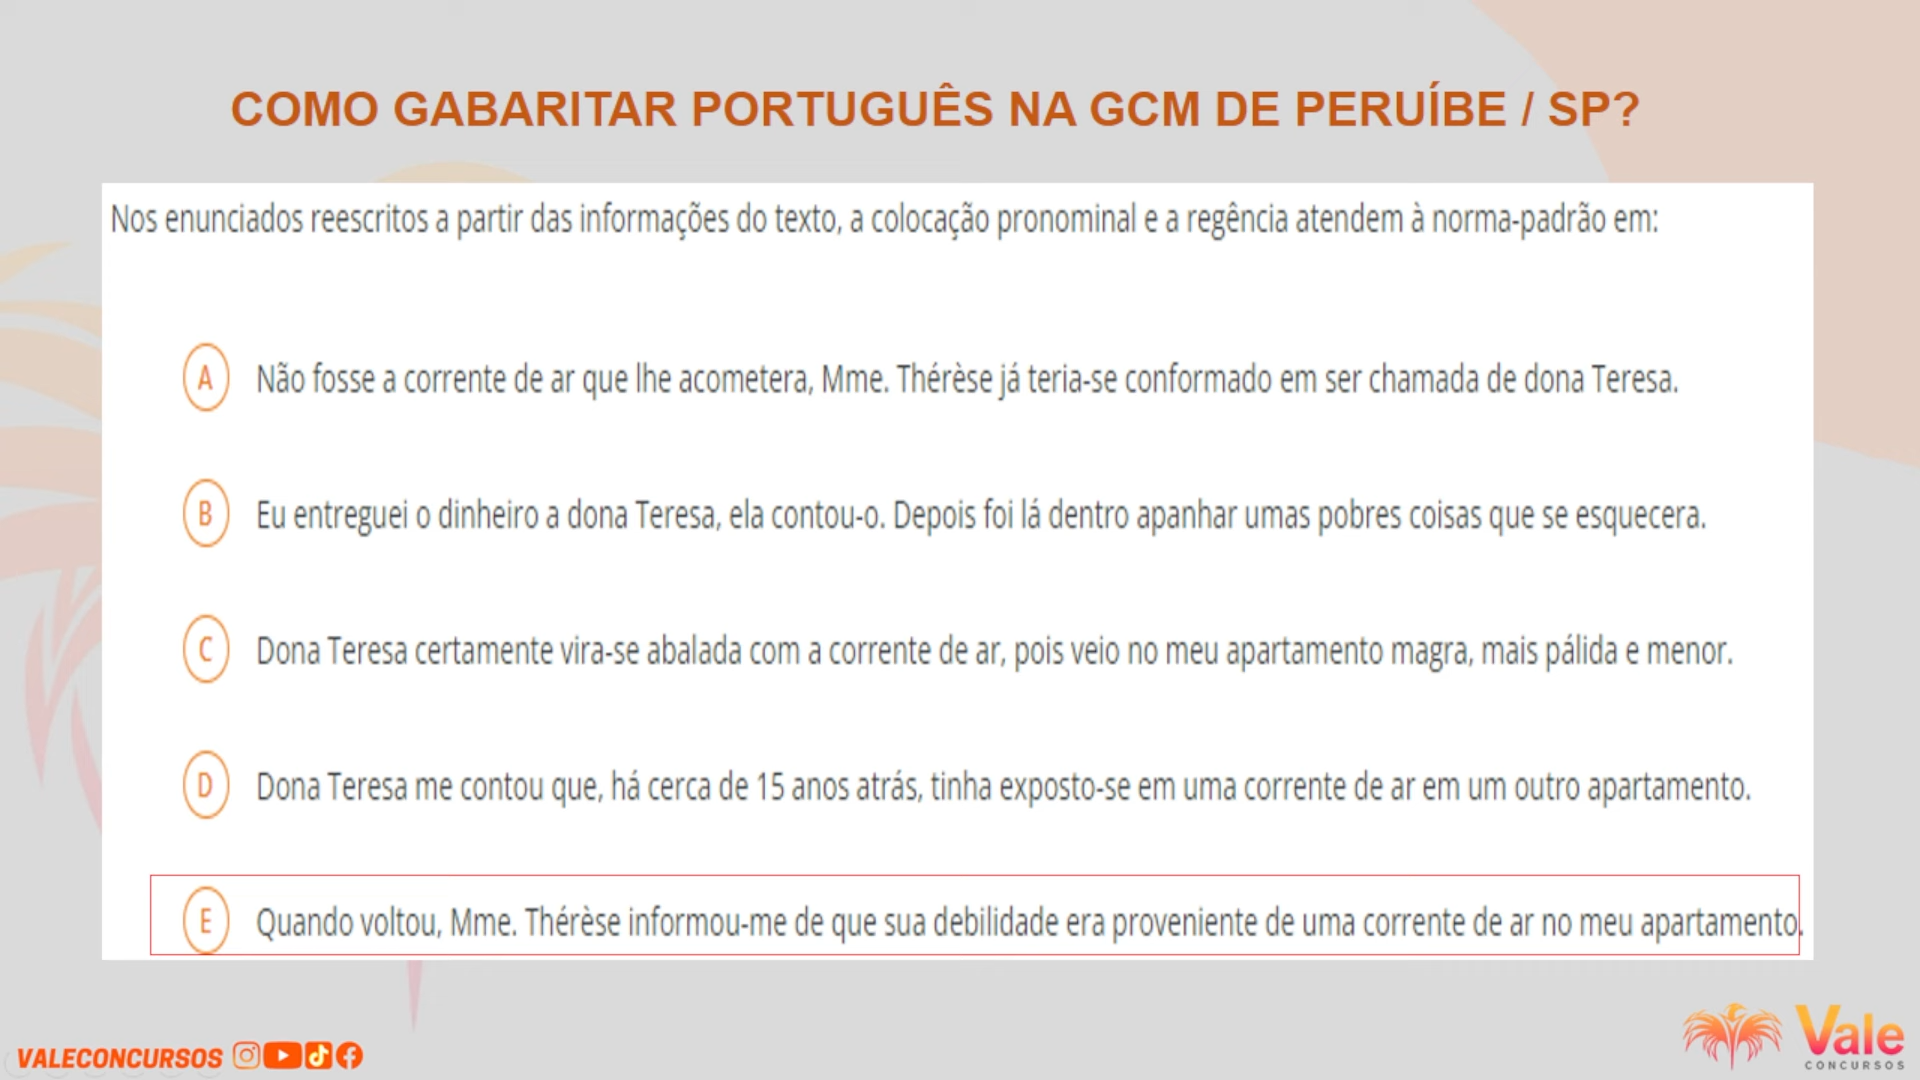 COMO GABARITAR PORTUGUÊS NA GCM DE PERUÍBE / SP?
Nos enunciados reescritos a partir das informações do texto, a colocação pronominal e a regência atendem à norma-padrão em:
A Não fosse a corrente de ar que lhe acometera, Mme. Thérèse já teria-se conformado em ser chamada de dona Teresa.
B Eu entreguei o dinheiro a dona Teresa, ela contou-o. Depois foi lá dentro apanhar umas pobres coisas que se esquecera.
C Dona Teresa certamente vira-se abalada com a corrente de ar, pois veio no meu apartamento magra, mais pálida e menor.
D Dona Teresa me contou que, há cerca de 15 anos atrás, tinha exposto-se em uma corrente de ar em um outro apartamento.
E Quando voltou, Mme. Thérèse informou-me de que sua debilidade era proveniente de uma corrente de ar no meu apartamento.
VALECONCURSOS
Vale
CONCURSOS